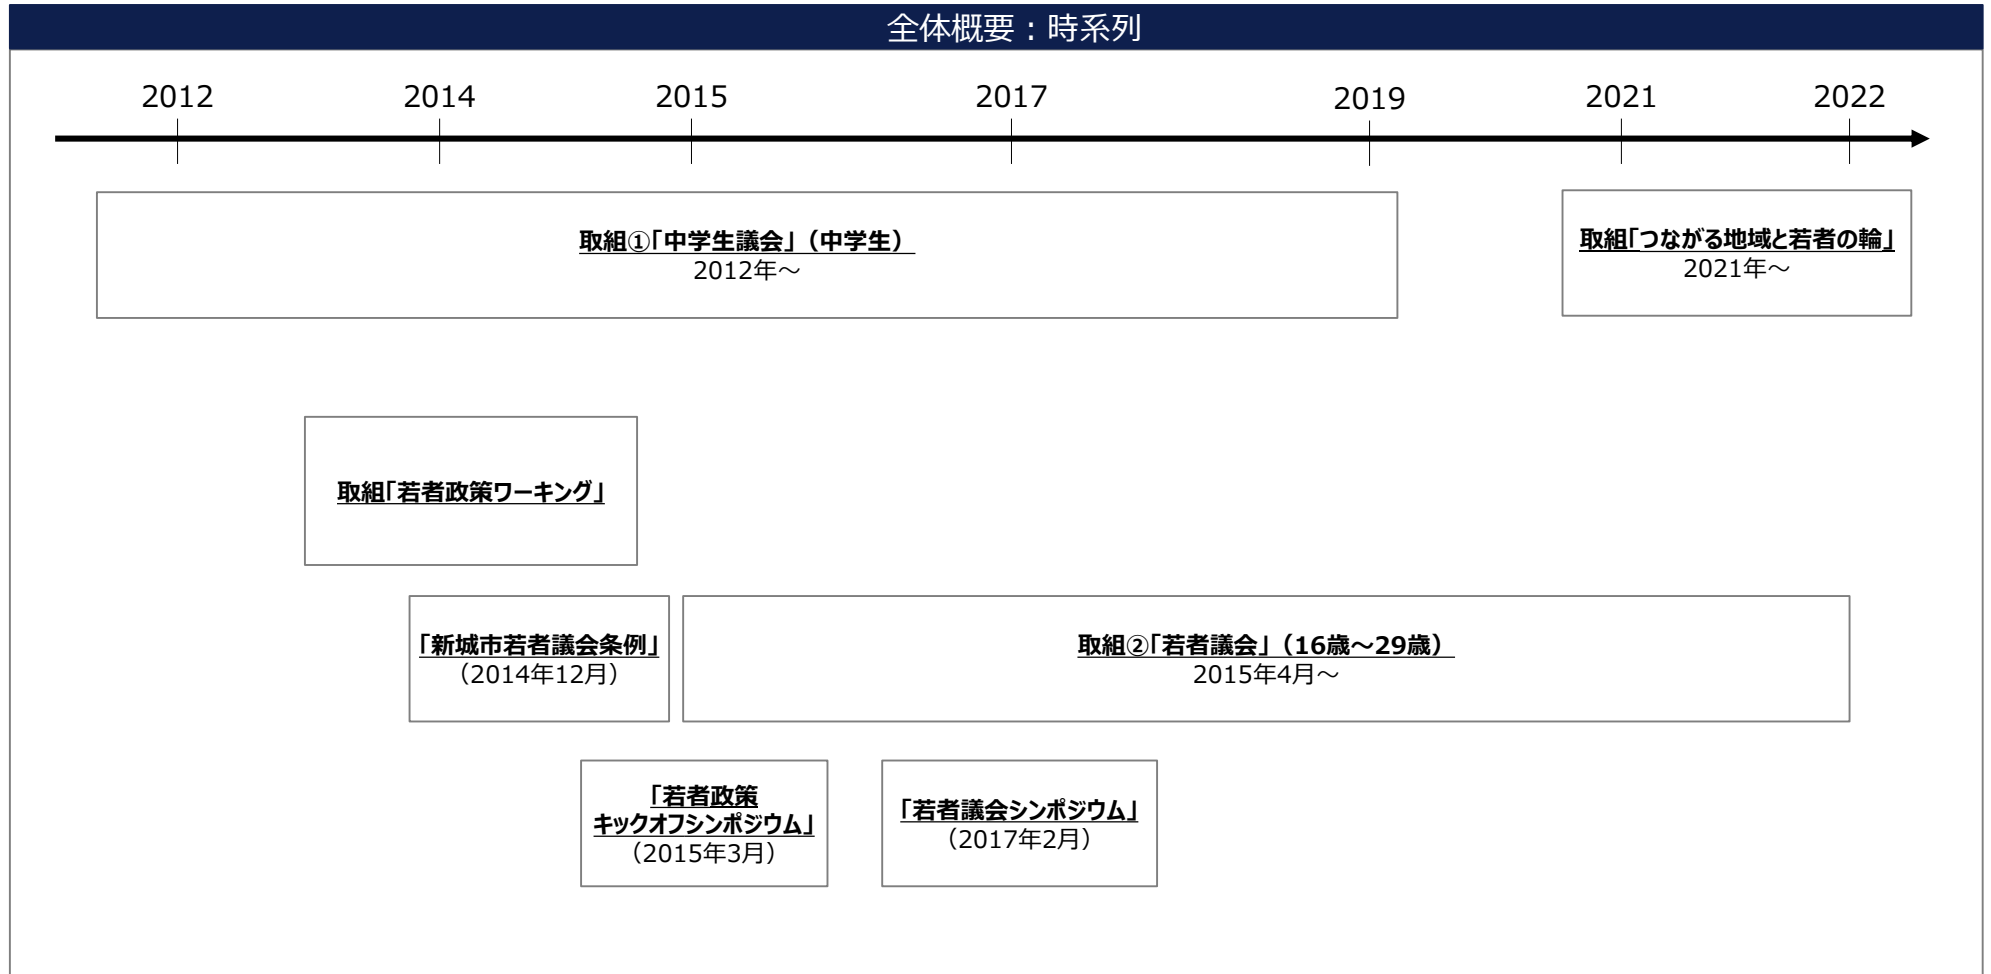 全体概要：時系列
2012
2014
2015
2017
2019
2021
2022
取組①「中学生議会」（中学生）
2012年～
取組「つながる地域と若者の輪」
2021年～
取組「若者政策ワーキング」
「新城市若者議会条例」
（2014年12月）
取組②「若者議会」（16歳～29歳）
2015年4月～
「若者政策
キックオフシンポジウム」
（2015年3月）
「若者議会シンポジウム」
（2017年2月）